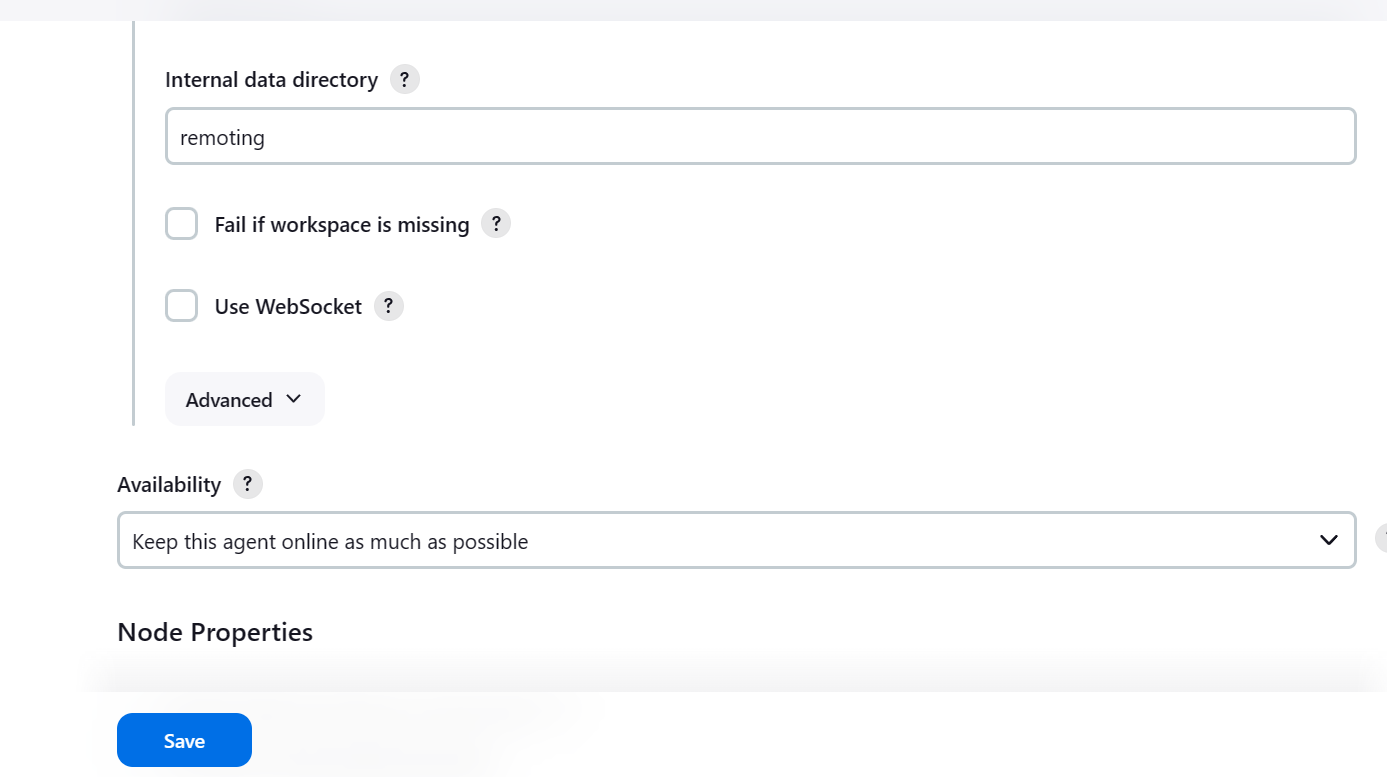 Internal data directory ?
remoting
Fail if workspace is missing ?
Use WebSocket ?
Advanced
Availability ?
Keep this agent online as much as possible
Node Properties
Save